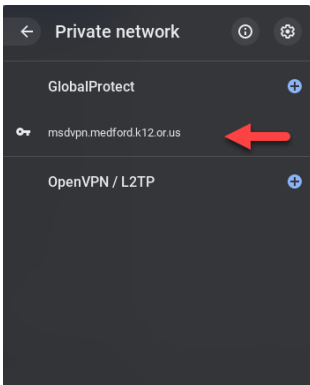 Private network
GlobalProtect
msdvpn.medford.k12.or.us
OpenVPN / L2TP